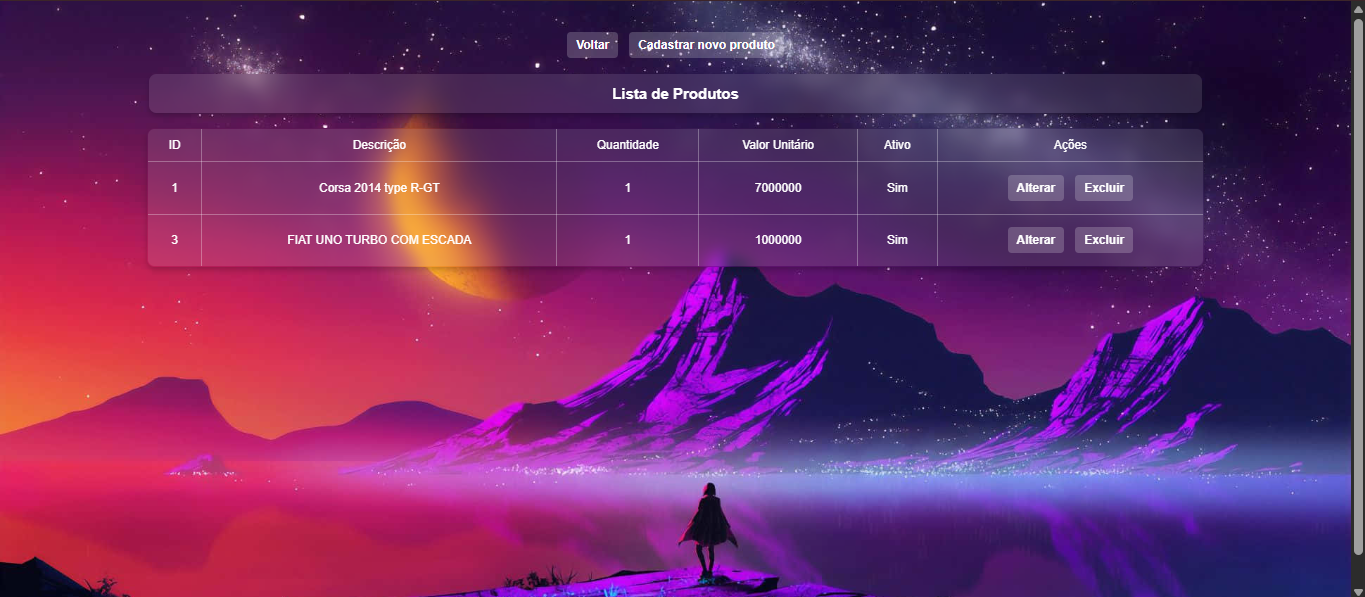 Voltar Cadastrar novo produto
Lista de Produtos
ID Descrição Quantidade Valor Unitário Ativo Ações
1 Corsa 2014 type R-GT 1 7000000 Sim Alterar Excluir
3 FIAT UNO TURBO COM ESCADA 1 1000000 Sim Alterar Excluir